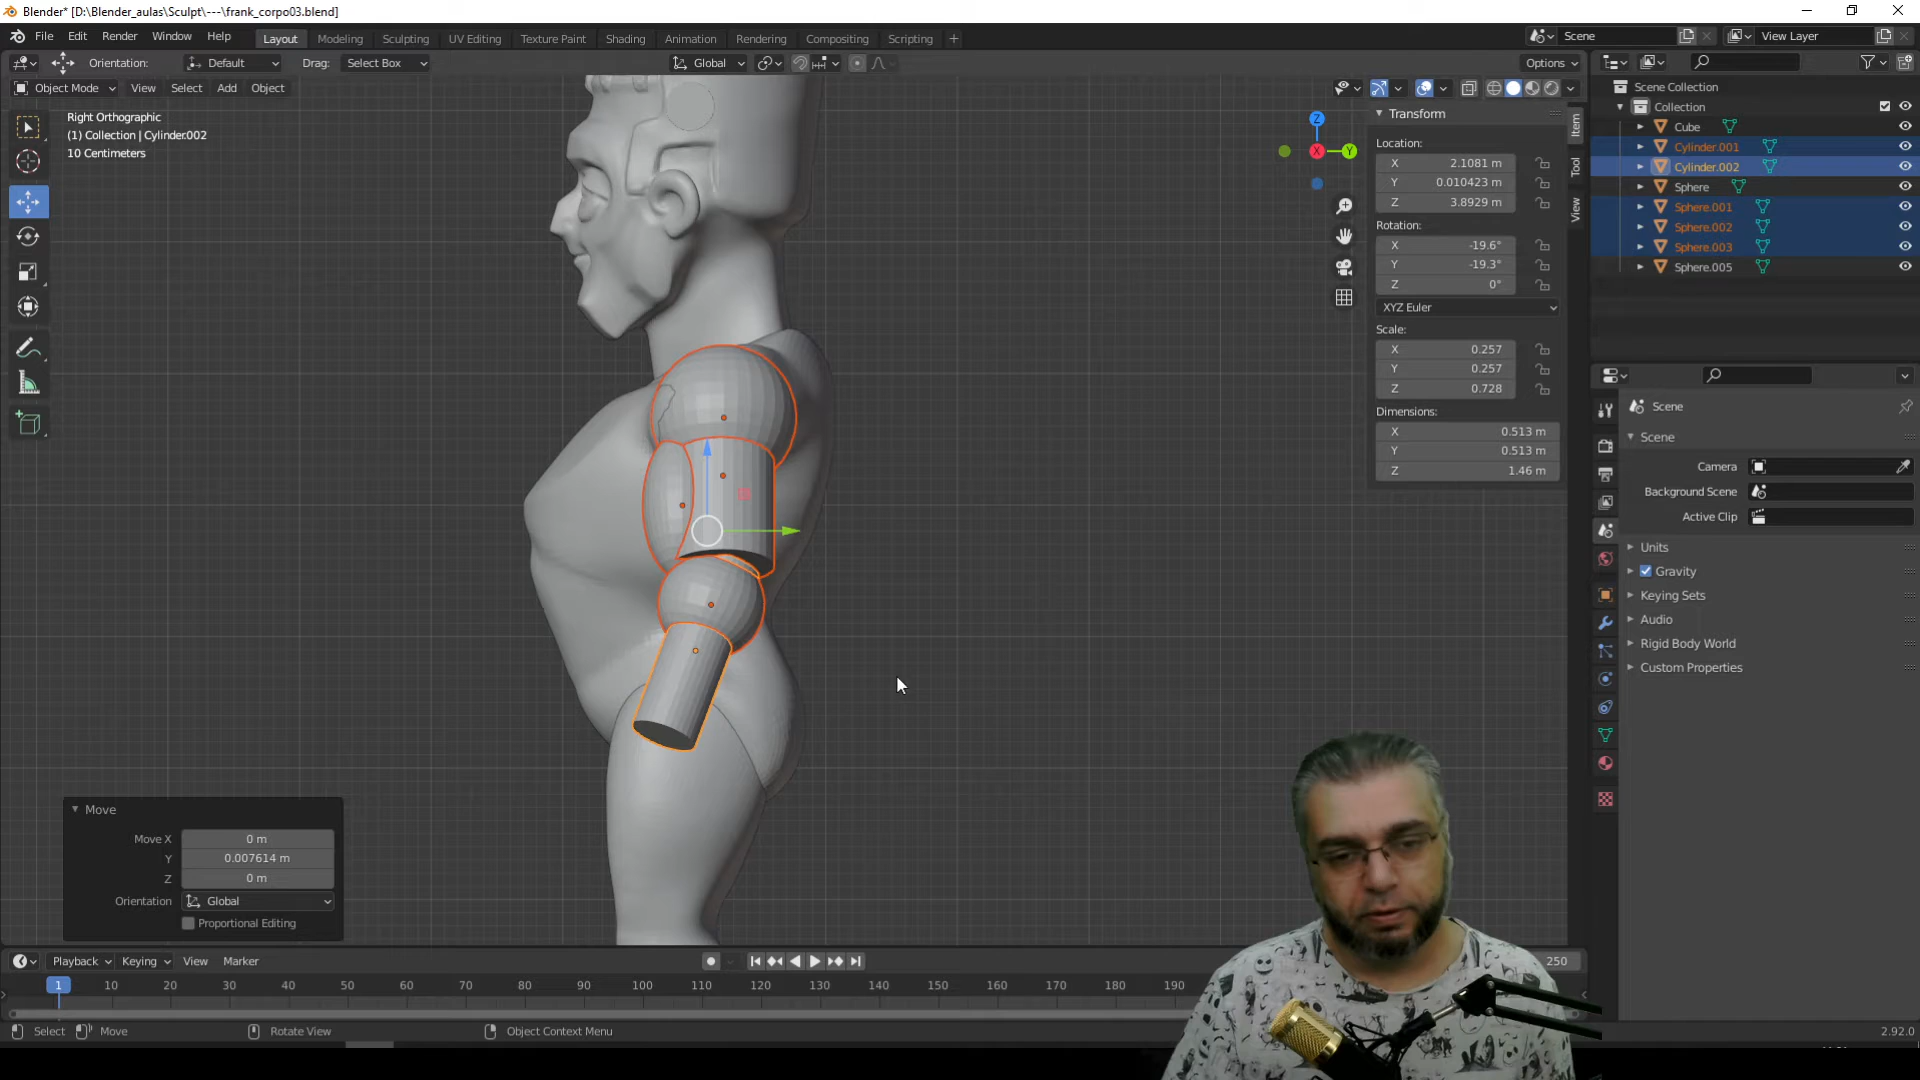 Blender* [D:\Blender_aulas\Sculpt\---\frank_corpo03.blend]
File Edit Render Window Help Layout Modeling Sculpting UV Editing Texture Paint Shading Animation Rendering Compositing Scripting + Scene View Layer
Orientation: Default Drag: Select Box Global Options
Object Mode View Select Add Object
Right Orthographic
(1) Collection | Cylinder.002
10 Centimeters
Z
X
Y
Transform
Location:
X 2.1081 m
Y 0.010423 m
Z 3.8929 m
Rotation:
X -19.6°
Y -19.3°
Z 0°
XYZ Euler
Scale:
X 0.257
Y 0.257
Z 0.728
Dimensions:
X 0.513 m
Y 0.513 m
Z 1.46 m
Item
Tool
View
Scene Collection
Collection
Cube
Cylinder.001
Cylinder.002
Sphere
Sphere.001
Sphere.002
Sphere.003
Sphere.005
Scene
Scene
Camera
Background Scene
Active Clip
Units
Gravity
Keying Sets
Audio
Rigid Body World
Custom Properties
Move
Move X 0 m
Y 0.007614 m
Z 0 m
Orientation Global
Proportional Editing
Playback Keying View Marker 250
1 10 20 30 40 50 60 70 80 90 100 110 120 130 140 150 160 170 180 190
Select Move Rotate View Object Context Menu 2.92.0